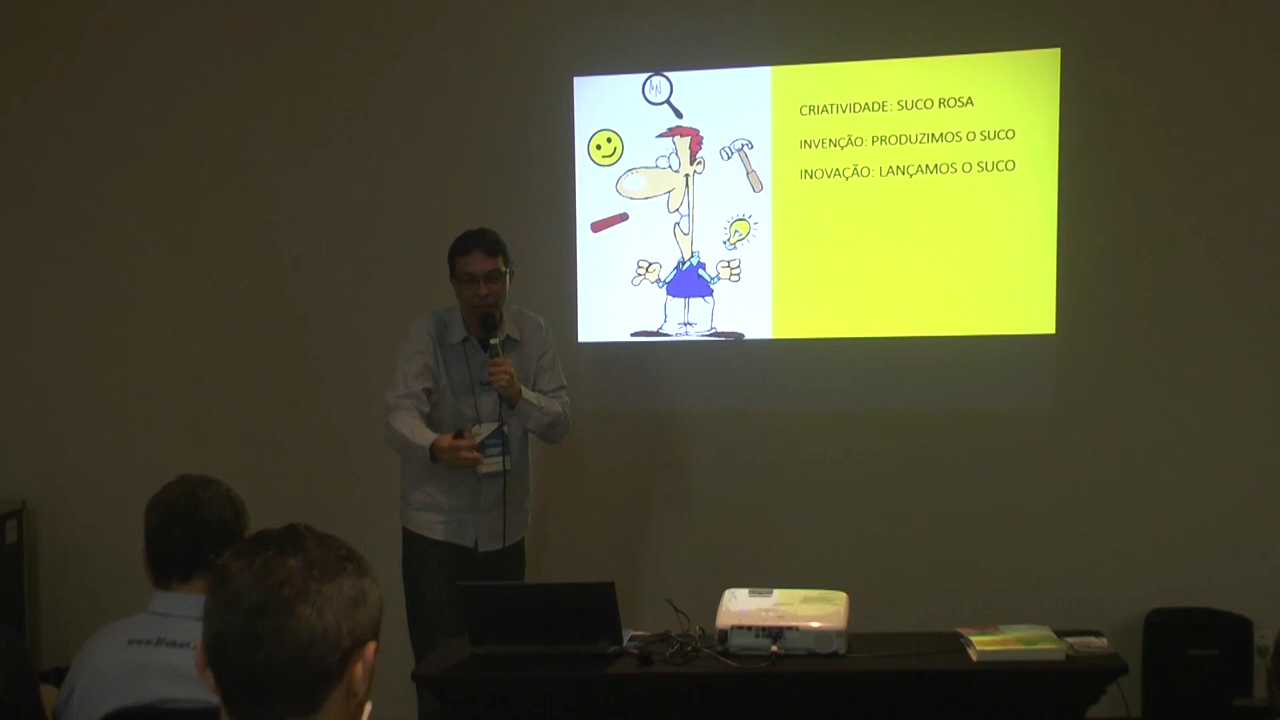 CRIATIVIDADE: SUCO ROSA
INVENÇÃO: PRODUZIMOS O SUCO
INOVAÇÃO: LANÇAMOS O SUCO